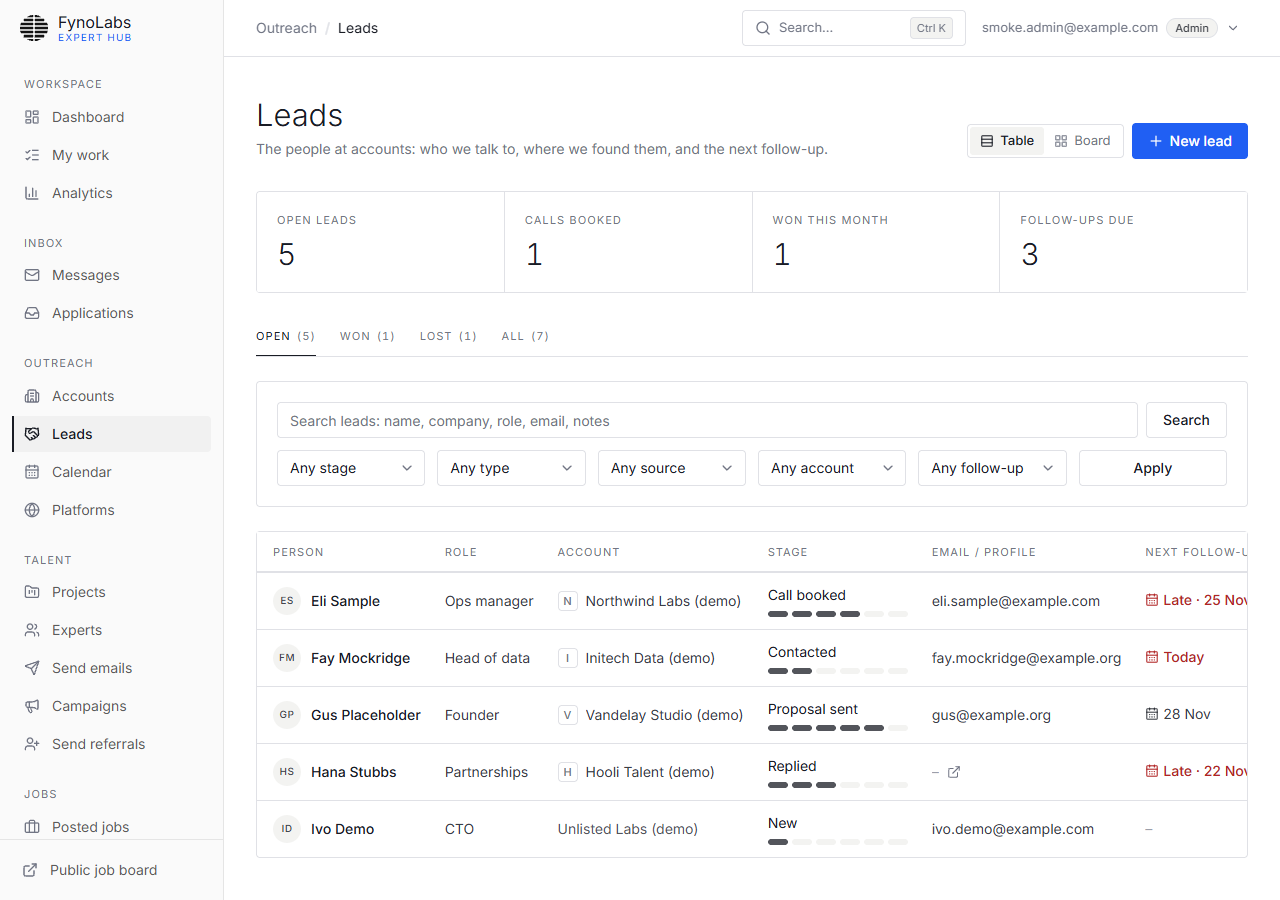 FynoLabs
EXPERT HUB
Outreach / Leads
Search...
Ctrl K
smoke.admin@example.com
Admin
WORKSPACE
Dashboard
My work
Analytics
INBOX
Messages
Applications
OUTREACH
Accounts
Leads
Calendar
Platforms
TALENT
Projects
Experts
Send emails
Campaigns
Send referrals
JOBS
Posted jobs
Public job board
Leads
The people at accounts: who we talk to, where we found them, and the next follow-up.
Table
Board
+ New lead
OPEN LEADS
5
CALLS BOOKED
1
WON THIS MONTH
1
FOLLOW-UPS DUE
3
OPEN (5) WON (1) LOST (1) ALL (7)
Search leads: name, company, role, email, notes
Search
Any stage Any type Any source Any account Any follow-up Apply
PERSON ROLE ACCOUNT STAGE EMAIL / PROFILE NEXT FOLLOW-U
ES Eli Sample Ops manager N Northwind Labs (demo) Call booked eli.sample@example.com Late · 25 Nov
FM Fay Mockridge Head of data I Initech Data (demo) Contacted fay.mockridge@example.org Today
GP Gus Placeholder Founder V Vandelay Studio (demo) Proposal sent gus@example.org 28 Nov
HS Hana Stubbs Partnerships H Hooli Talent (demo) Replied – Late · 22 Nov
ID Ivo Demo CTO Unlisted Labs (demo) New ivo.demo@example.com –